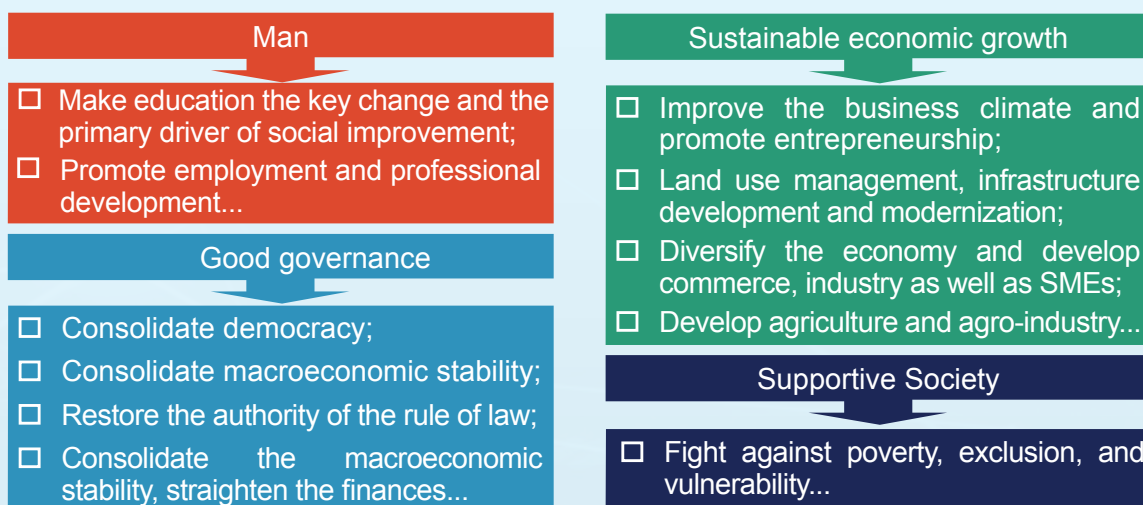 Man
☐ Make education the key change and the
primary driver of social improvement;
☐ Promote employment and professional
development...
Good governance
☐ Consolidate democracy;
☐ Consolidate macroeconomic stability;
☐ Restore the authority of the rule of law;
☐ Consolidate the macroeconomic
stability, straighten the finances...
Sustainable economic growth
☐ Improve the business climate and
promote entrepreneurship;
☐ Land use management, infrastructure
development and modernization;
☐ Diversify the economy and develop
commerce, industry as well as SMEs;
☐ Develop agriculture and agro-industry...
Supportive Society
☐ Fight against poverty, exclusion, and
vulnerability...